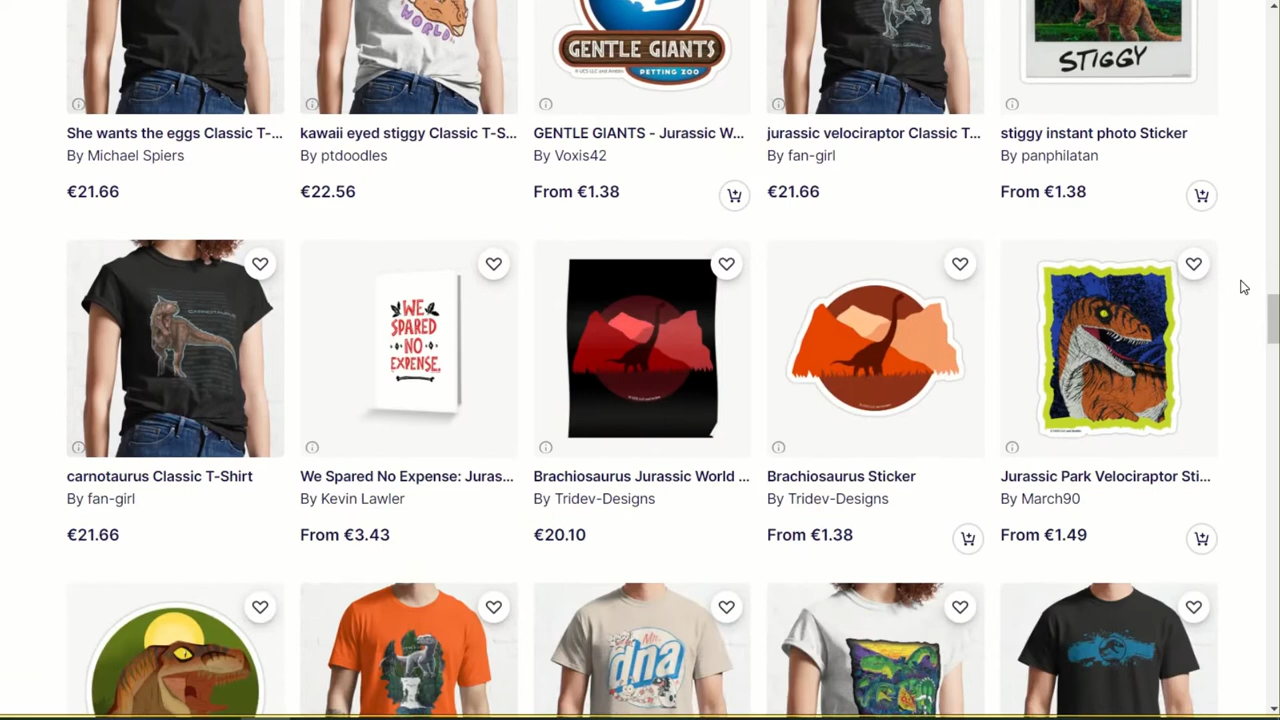 WORLD
GENTLE GIANTS
PETTING ZOO
STIGGY
She wants the eggs Classic T-...
By Michael Spiers
€21.66
kawaii eyed stiggy Classic T-S...
By ptdoodles
€22.56
GENTLE GIANTS - Jurassic W...
By Voxis42
From €1.38
jurassic velociraptor Classic T...
By fan-girl
€21.66
stiggy instant photo Sticker
By panphilatan
From €1.38
CARNOTAURUS
WE
SPARED
NO
EXPENSE.
carnotaurus Classic T-Shirt
By fan-girl
€21.66
We Spared No Expense: Juras...
By Kevin Lawler
From €3.43
Brachiosaurus Jurassic World ...
By Tridev-Designs
€20.10
Brachiosaurus Sticker
By Tridev-Designs
From €1.38
Jurassic Park Velociraptor Sti...
By March90
From €1.49
Mr.
dna